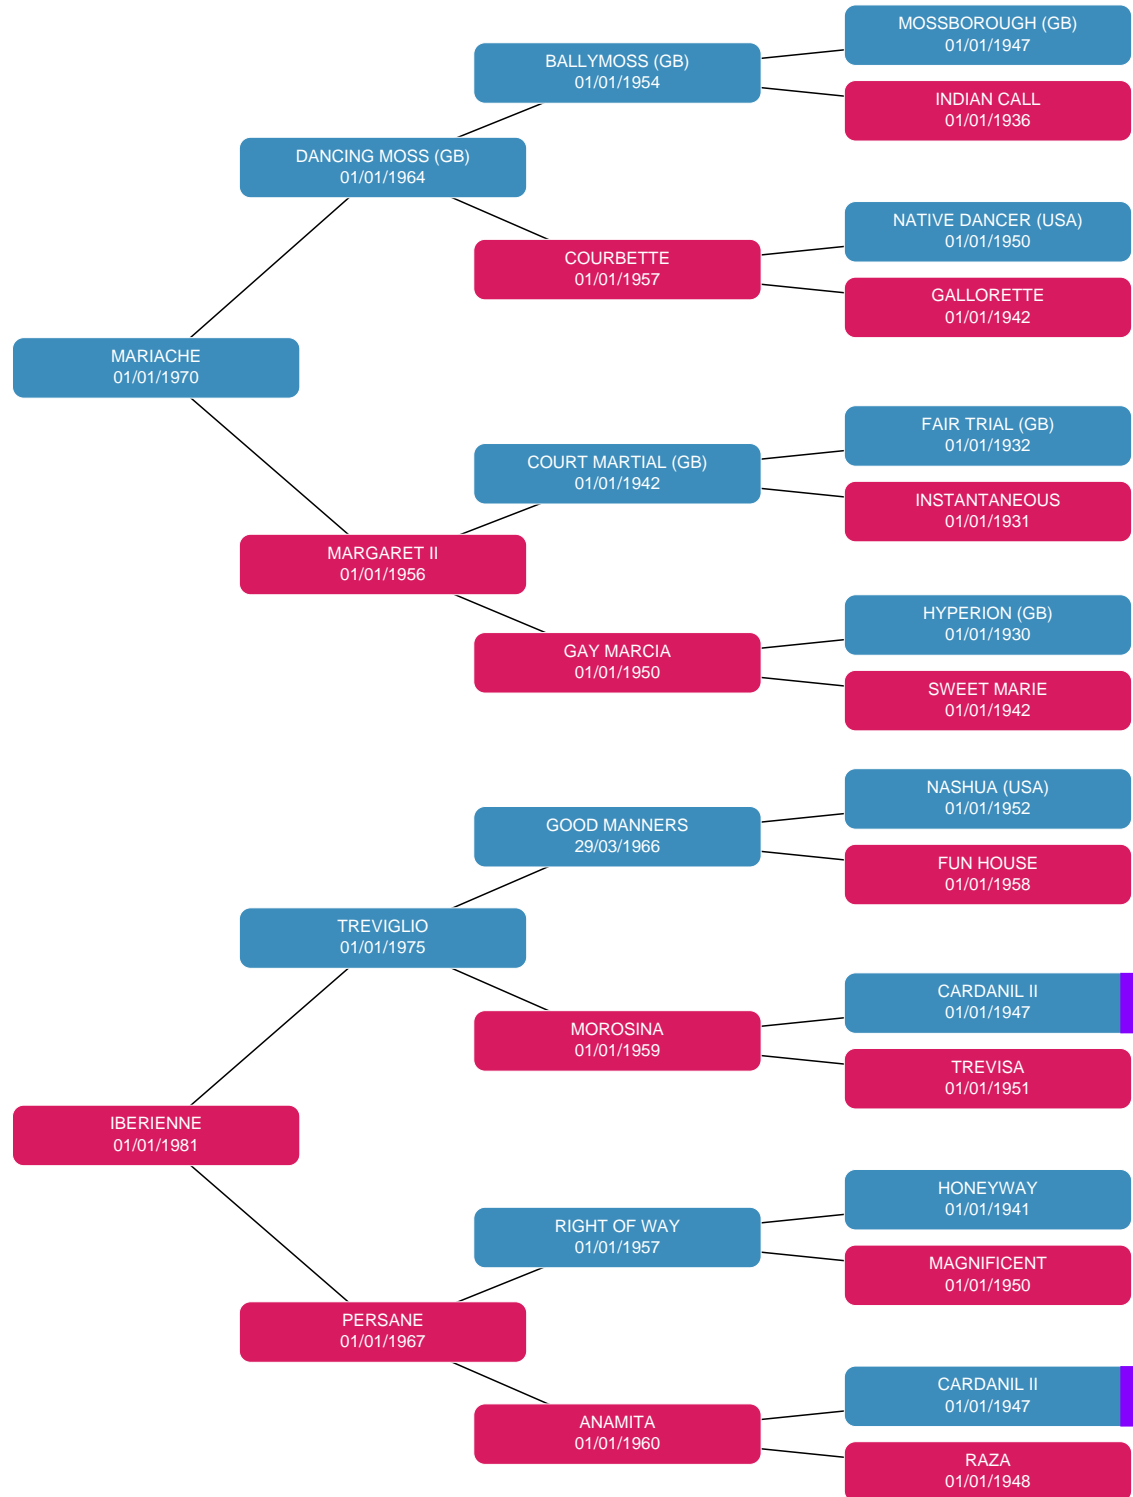 MOSSBOROUGH (GB)
01/01/1947
BALLYMOSS (GB)
01/01/1954
INDIAN CALL
01/01/1936
DANCING MOSS (GB)
01/01/1964
NATIVE DANCER (USA)
01/01/1950
COURBETTE
01/01/1957
GALLORETTE
01/01/1942
MARIACHE
01/01/1970
FAIR TRIAL (GB)
01/01/1932
COURT MARTIAL (GB)
01/01/1942
INSTANTANEOUS
01/01/1931
MARGARET II
01/01/1956
HYPERION (GB)
01/01/1930
GAY MARCIA
01/01/1950
SWEET MARIE
01/01/1942
NASHUA (USA)
01/01/1952
GOOD MANNERS
29/03/1966
FUN HOUSE
01/01/1958
TREVIGLIO
01/01/1975
CARDANIL II
01/01/1947
MOROSINA
01/01/1959
TREVISA
01/01/1951
IBERIENNE
01/01/1981
HONEYWAY
01/01/1941
RIGHT OF WAY
01/01/1957
MAGNIFICENT
01/01/1950
PERSANE
01/01/1967
CARDANIL II
01/01/1947
ANAMITA
01/01/1960
RAZA
01/01/1948